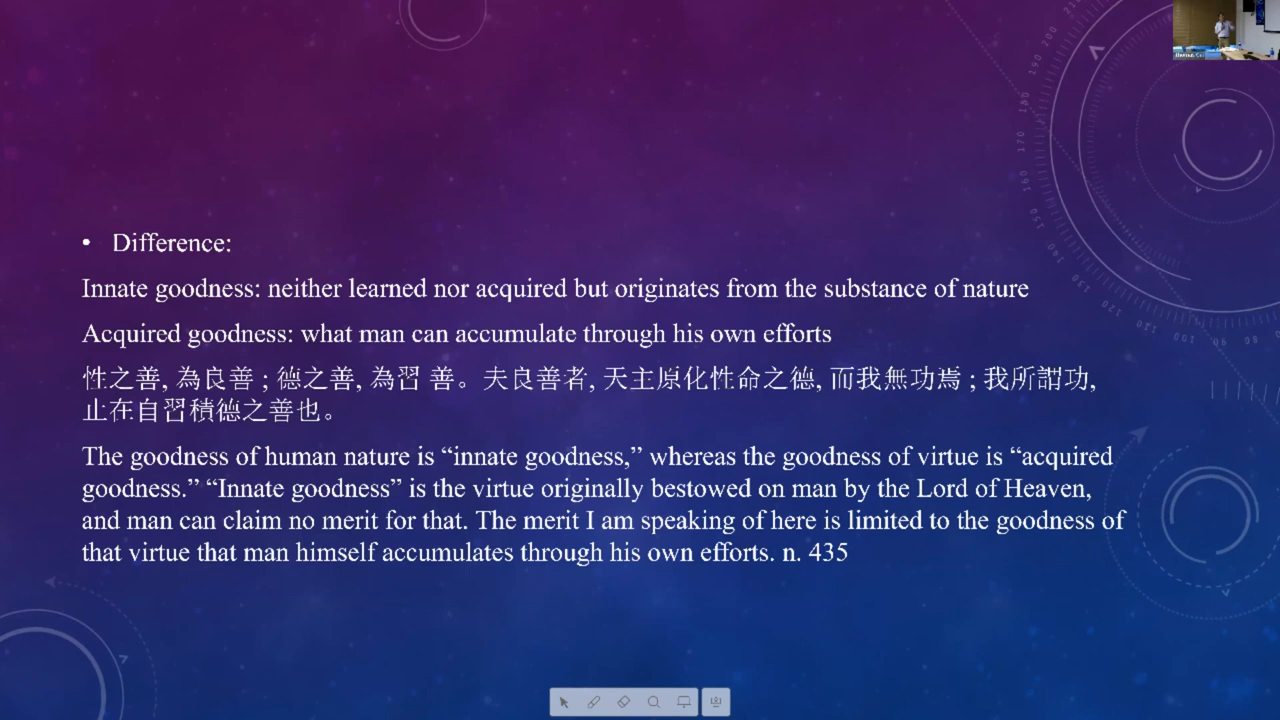 • Difference:
Innate goodness: neither learned nor acquired but originates from the substance of nature
Acquired goodness: what man can accumulate through his own efforts
性之善, 為良善 ; 德之善, 為習 善。夫良善者, 天主原化性命之德, 而我無功焉 ; 我所謂功,
止在自習積德之善也。
The goodness of human nature is “innate goodness,” whereas the goodness of virtue is “acquired
goodness.” “Innate goodness” is the virtue originally bestowed on man by the Lord of Heaven,
and man can claim no merit for that. The merit I am speaking of here is limited to the goodness of
that virtue that man himself accumulates through his own efforts. n. 435